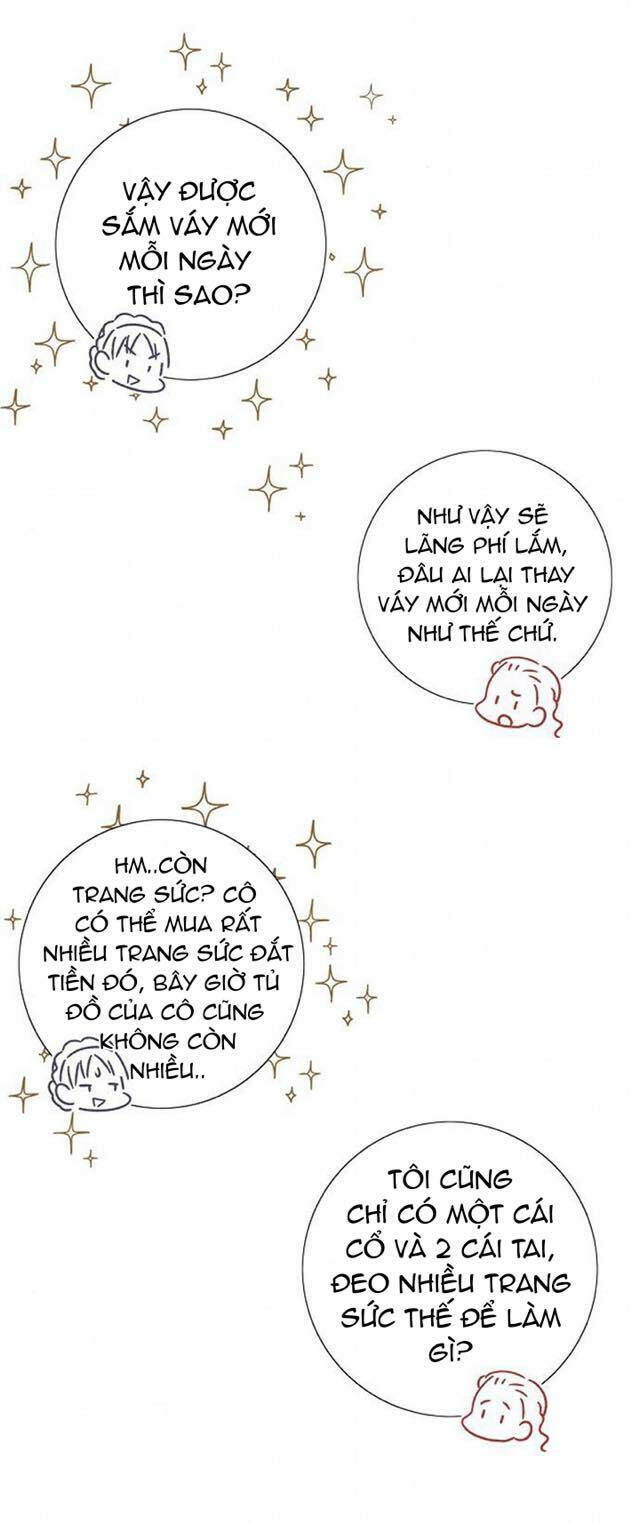 VẬY ĐƯỢC
SẮM VÁY MỚI
MỖI NGÀY
THÌ SAO?
NHƯ VẬY SẼ
LÃNG PHÍ LẮM,
ĐÂU AI LẠI THAY
VÁY MỚI MỖI NGÀY
NHƯ THẾ CHỨ.
HM..CÒN
TRANG SỨC? CÔ
CÓ THỂ MUA RẤT
NHIỀU TRANG SỨC ĐẮT
TIỀN ĐÓ, BÂY GIỜ TỦ
ĐỒ CỦA CÔ CŨNG
KHÔNG CÒN
NHIỀU..
TÔI CŨNG
CHỈ CÓ MỘT CÁI
CỔ VÀ 2 CÁI TAI,
ĐEO NHIỀU TRANG
SỨC THẾ ĐỂ LÀM
GÌ?